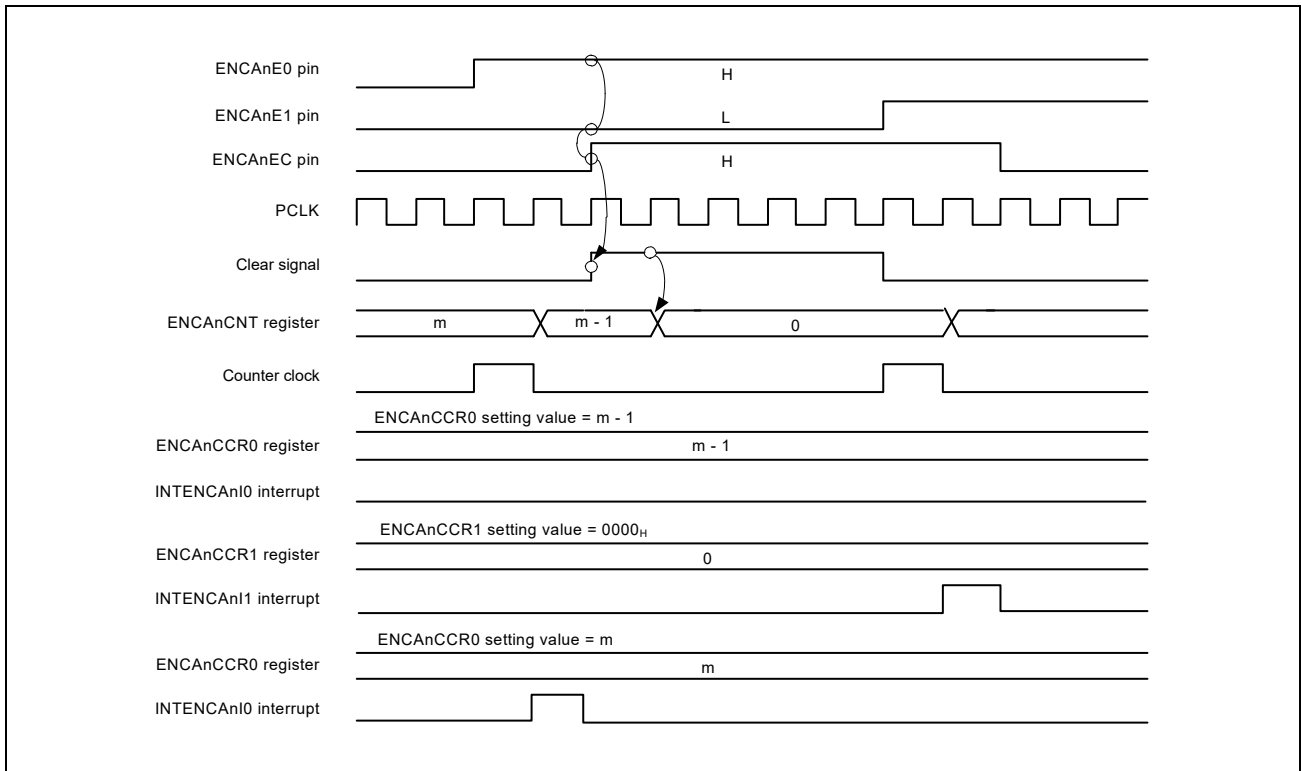 ENCAnE0 pin
H
ENCAnE1 pin
L
ENCAnEC pin
H
PCLK
Clear signal
ENCAnCNT register
m
m - 1
0
Counter clock
ENCAnCCR0 setting value = m - 1
ENCAnCCR0 register
m - 1
INTENCAnI0 interrupt
ENCAnCCR1 setting value = 0000H
ENCAnCCR1 register
0
INTENCAnI1 interrupt
ENCAnCCR0 setting value = m
ENCAnCCR0 register
m
INTENCAnI0 interrupt